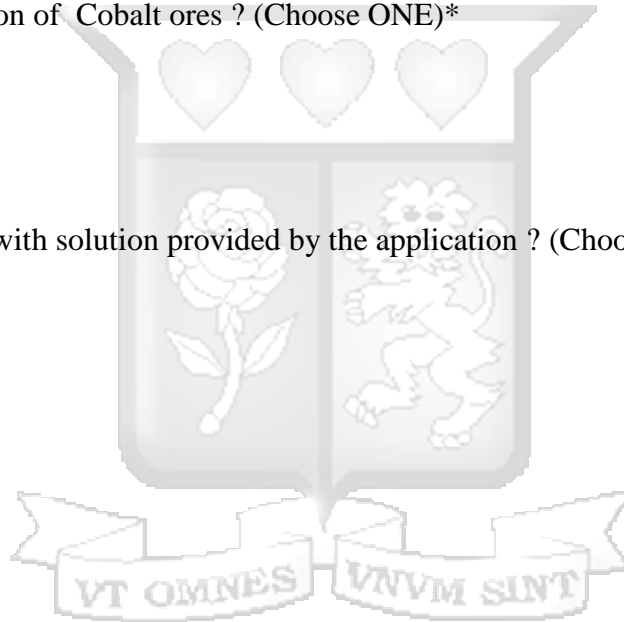 on of Cobalt ores ? (Choose ONE)*
with solution provided by the application ? (Choo
VT OMNES VNVM SINT